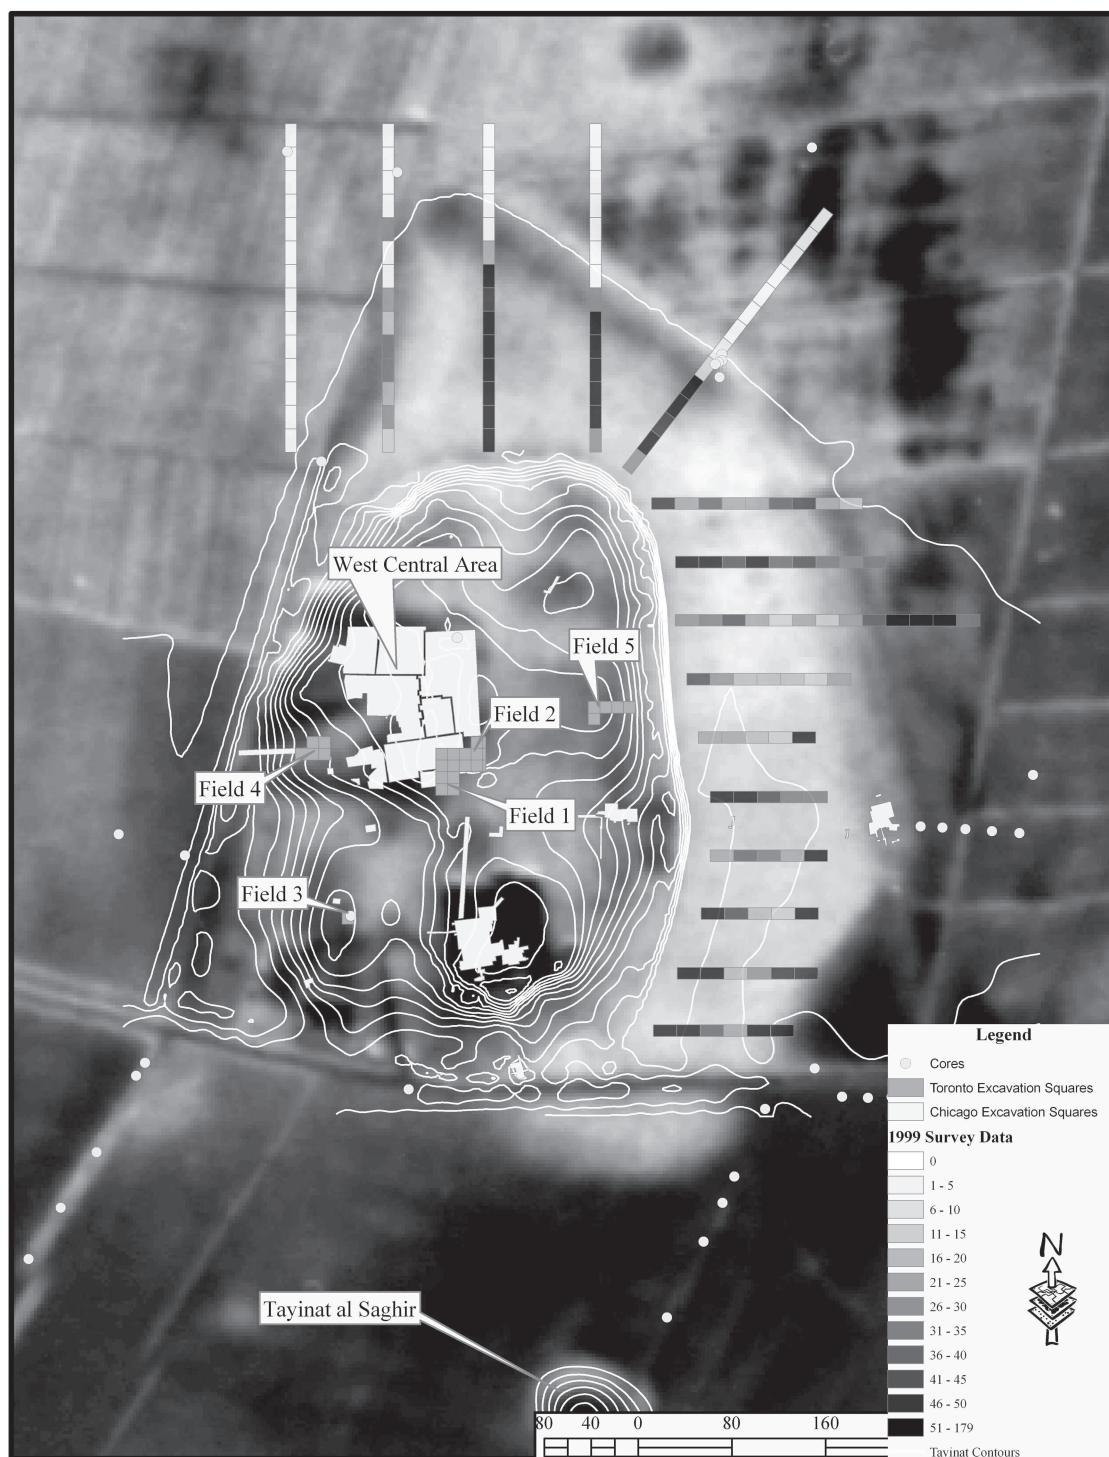 West Central Area
Field 5
Field 2
Field 4
Field 1
Field 3
Tayinat al Saghir
Legend
Cores
Toronto Excavation Squares
Chicago Excavation Squares
1999 Survey Data
0
1 - 5
6 - 10
11 - 15
16 - 20
21 - 25
26 - 30
31 - 35
36 - 40
41 - 45
46 - 50
51 - 179
Tayinat Contours
N
80 40 0 80 160